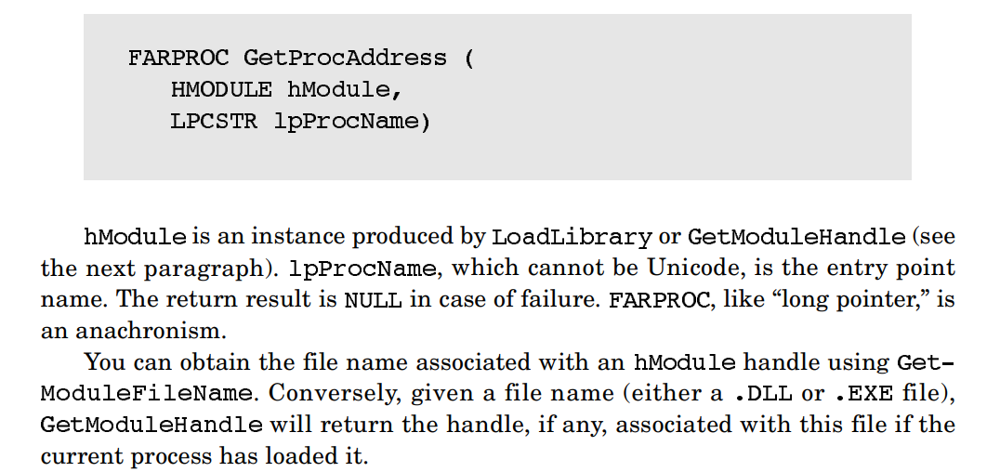 FARPROC GetProcAddress (
HMODULE hModule,
LPCSTR lpProcName)
hModule is an instance produced by LoadLibrary or GetModuleHandle (see
the next paragraph). lpProcName, which cannot be Unicode, is the entry point
name. The return result is NULL in case of failure. FARPROC, like “long pointer,” is
an anachronism.
You can obtain the file name associated with an hModule handle using Get-
ModuleFileName. Conversely, given a file name (either a .DLL or .EXE file),
GetModuleHandle will return the handle, if any, associated with this file if the
current process has loaded it.